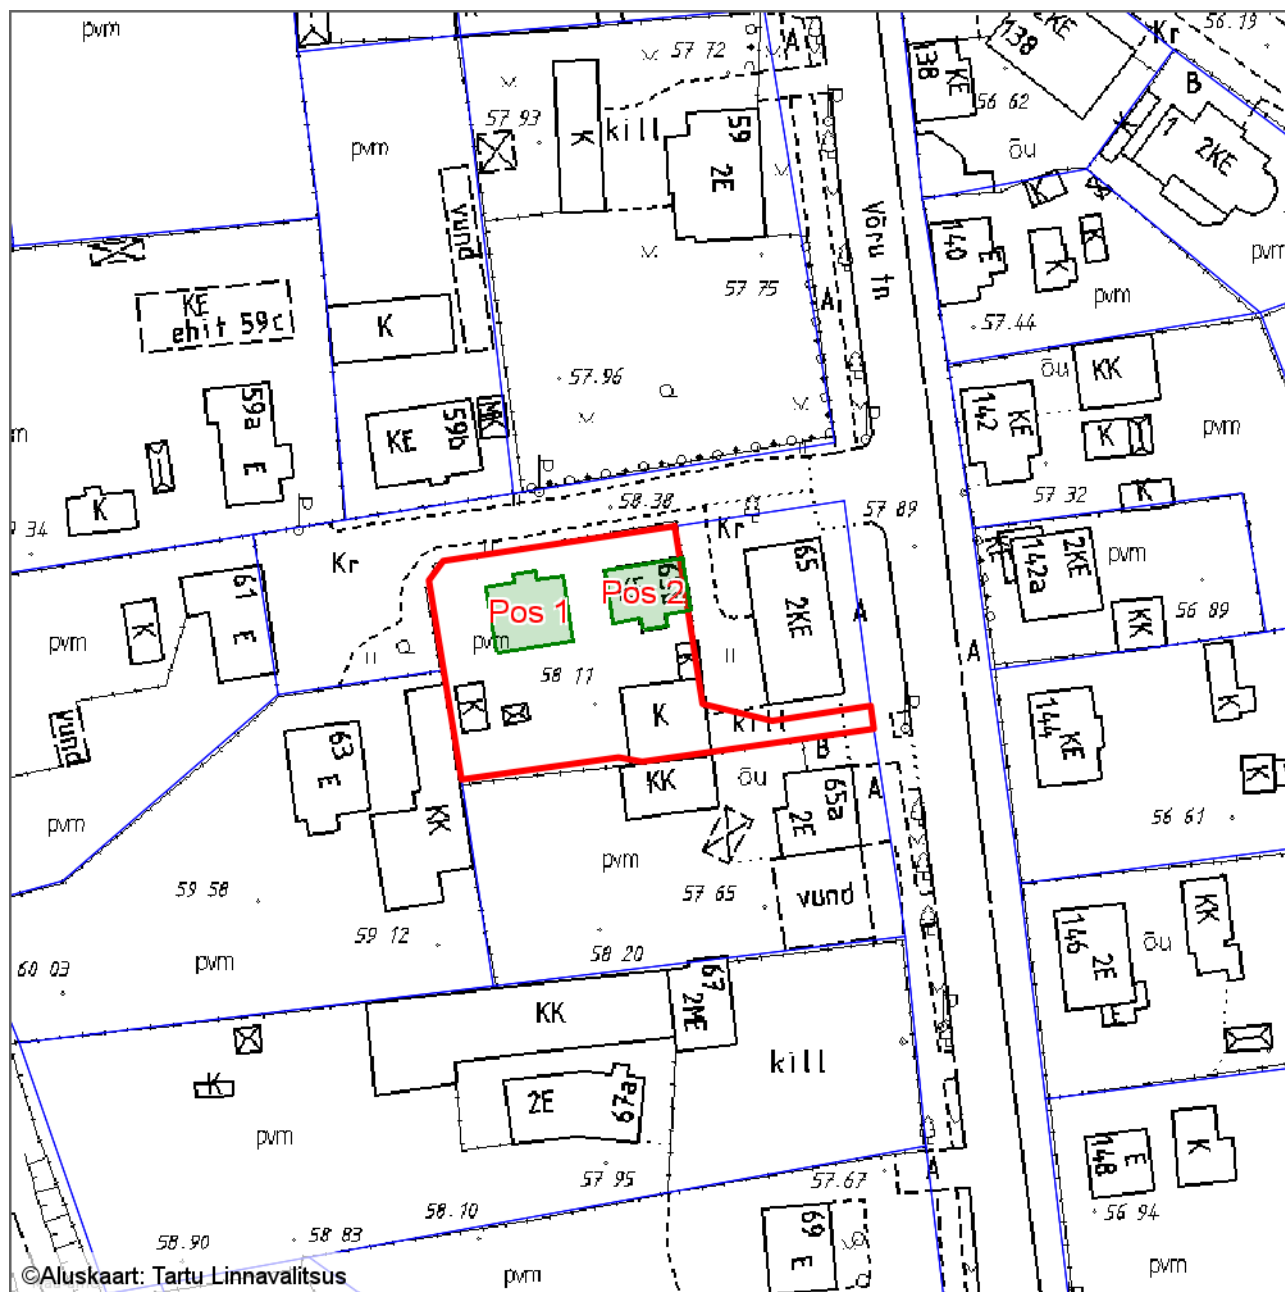 pvm
K
57 72
A
2KE
138
Kr
56.19
138
KE
56 62
B
pvm
57 93
K
kill
59
2E
õu
K
1
2KE
vund
Võru tn
K
140
E
K
K
pvm
57 75
pvm
KE
ehit 59c
K
A
57.44
57.96
õu
KK
59a
E
KE
59b
MK
142
KE
K
pvm
K
57 32
K
58.38
57 89
34
Kr
Kr
65
2KE
KE
142a
2KE
pvm
61
E
K
pvm
Pos 1
Pos 2
pvm
A
KK
56 89
58 11
K
A
K
K
kill
K
144
KE
vund
63
E
KK
KK
õu
B
65a
2E
A
K
pvm
56 61
pvm
59 58
57 65
vund
KK
59 12
146
2E
õu
60 03
pvm
58 20
67
2ME
KK
kill
K
2E
67a
pvm
148
E
K
57 95
57.67
A
58.10
56 94
58.90
58 83
69
E
pvm
pvm
©Aluskaart: Tartu Linnavalitsus